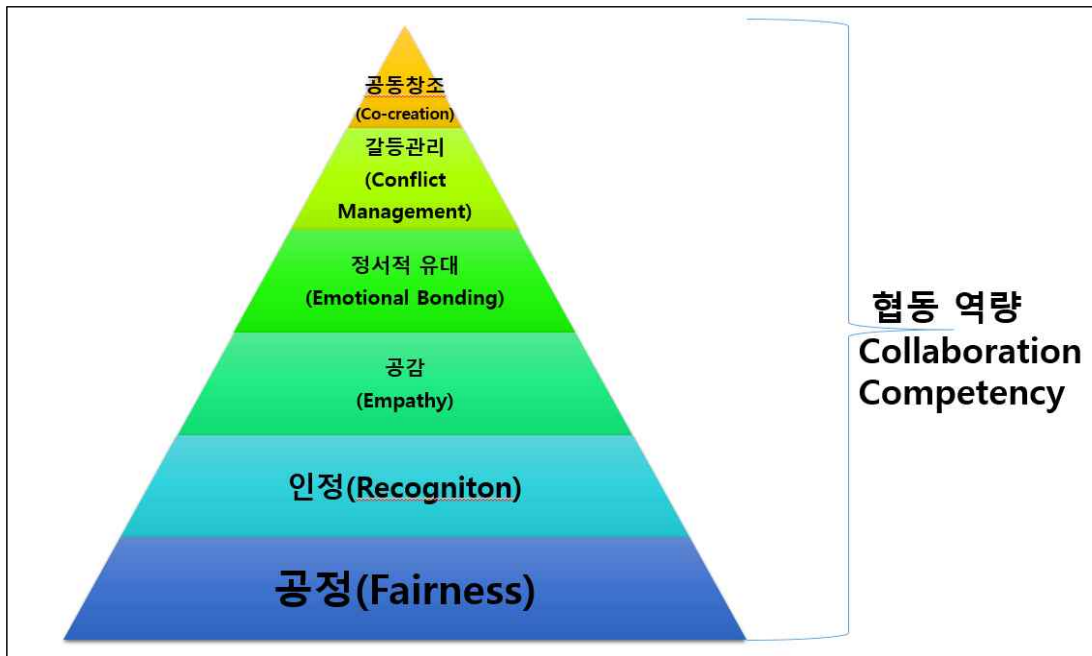 공동창조
(Co-creation)
갈등관리
(Conflict
Management)
정서적 유대
(Emotional Bonding)
공감
(Empathy)
인정(Recogniton)
공정(Fairness)
협동 역량
Collaboration
Competency